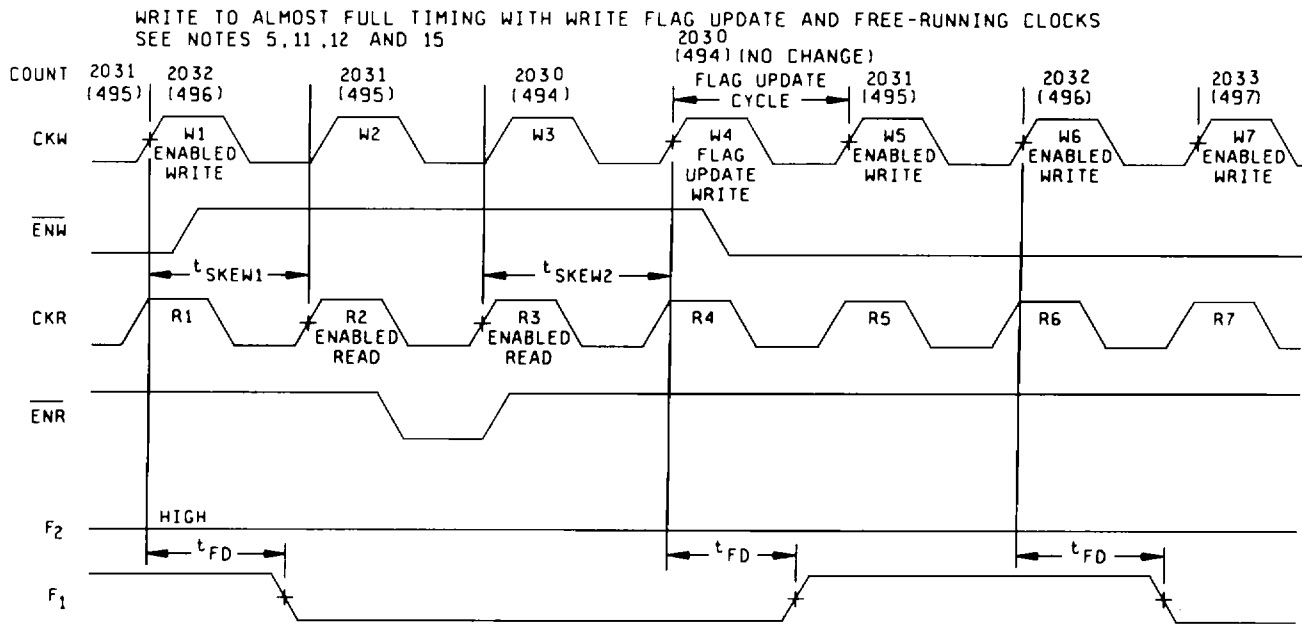 WRITE TO ALMOST FULL TIMING WITH WRITE FLAG UPDATE AND FREE-RUNNING CLOCKS
SEE NOTES 5,11,12 AND 15
2030
(494) (NO CHANGE)
COUNT 2031 2032 2031 2030 FLAG UPDATE 2031 2032 2033
(495) (496) (495) (494) CYCLE (495) (496) (497)
CKW W1 W2 W3 W4 W5 W6 W7
ENABLED FLAG ENABLED ENABLED ENABLED
WRITE UPDATE WRITE WRITE WRITE
WRITE
ENW
tSKEW1 tSKEW2
CKR R1 R2 R3 R4 R5 R6 R7
ENABLED ENABLED
READ READ
ENR
HIGH
F2
tFD tFD tFD
F1